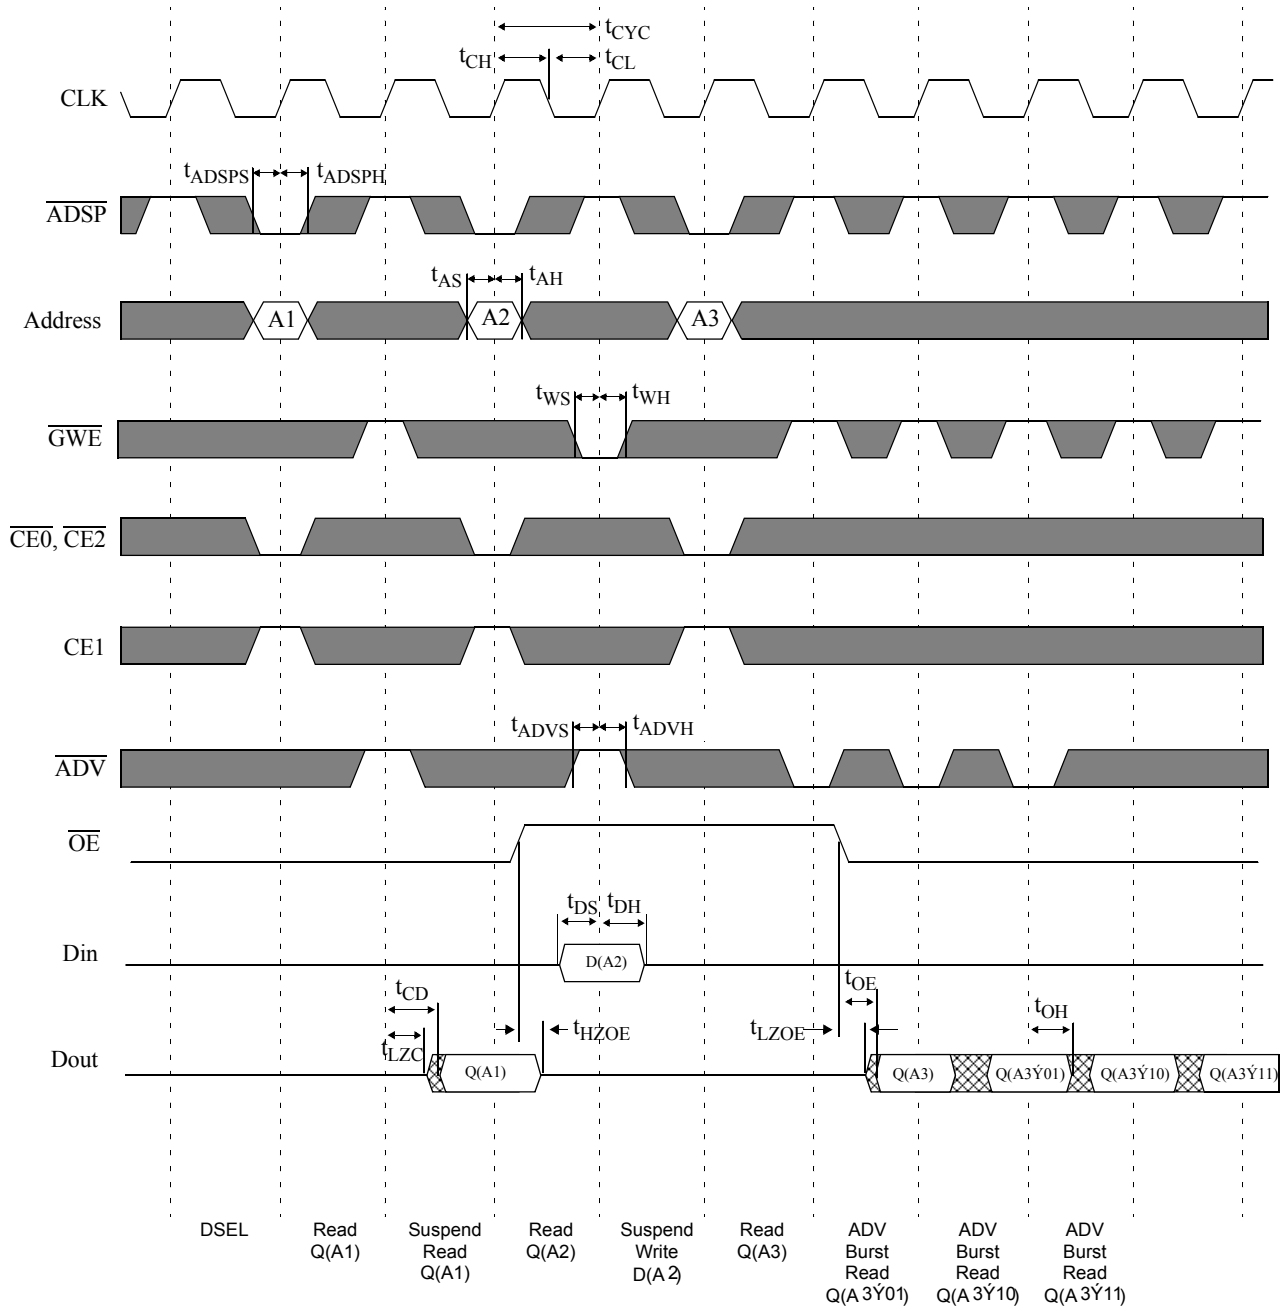 tCYC
tCH tCL
CLK
tADSPS tADSPH
ADSP
tAS tAH
Address A1 A2 A3
tWS tWH
GWE
CE0, CE2
CE1
tADVS tADVH
ADV
OE
tDS tDH
Din D(A2)
tCD tOE tOH
tLZC tHZOE tLZOE
Dout Q(A1) Q(A3) Q(A3Ý01) Q(A3Ý10) Q(A3Ý11)
DSEL Read Suspend Read Suspend Read ADV ADV ADV
Q(A1) Read Q(A2) Write Q(A3) Burst Burst Burst
Q(A1) D(A2) Read Read Read
Q(A3Ý01) Q(A3Ý10) Q(A3Ý11)